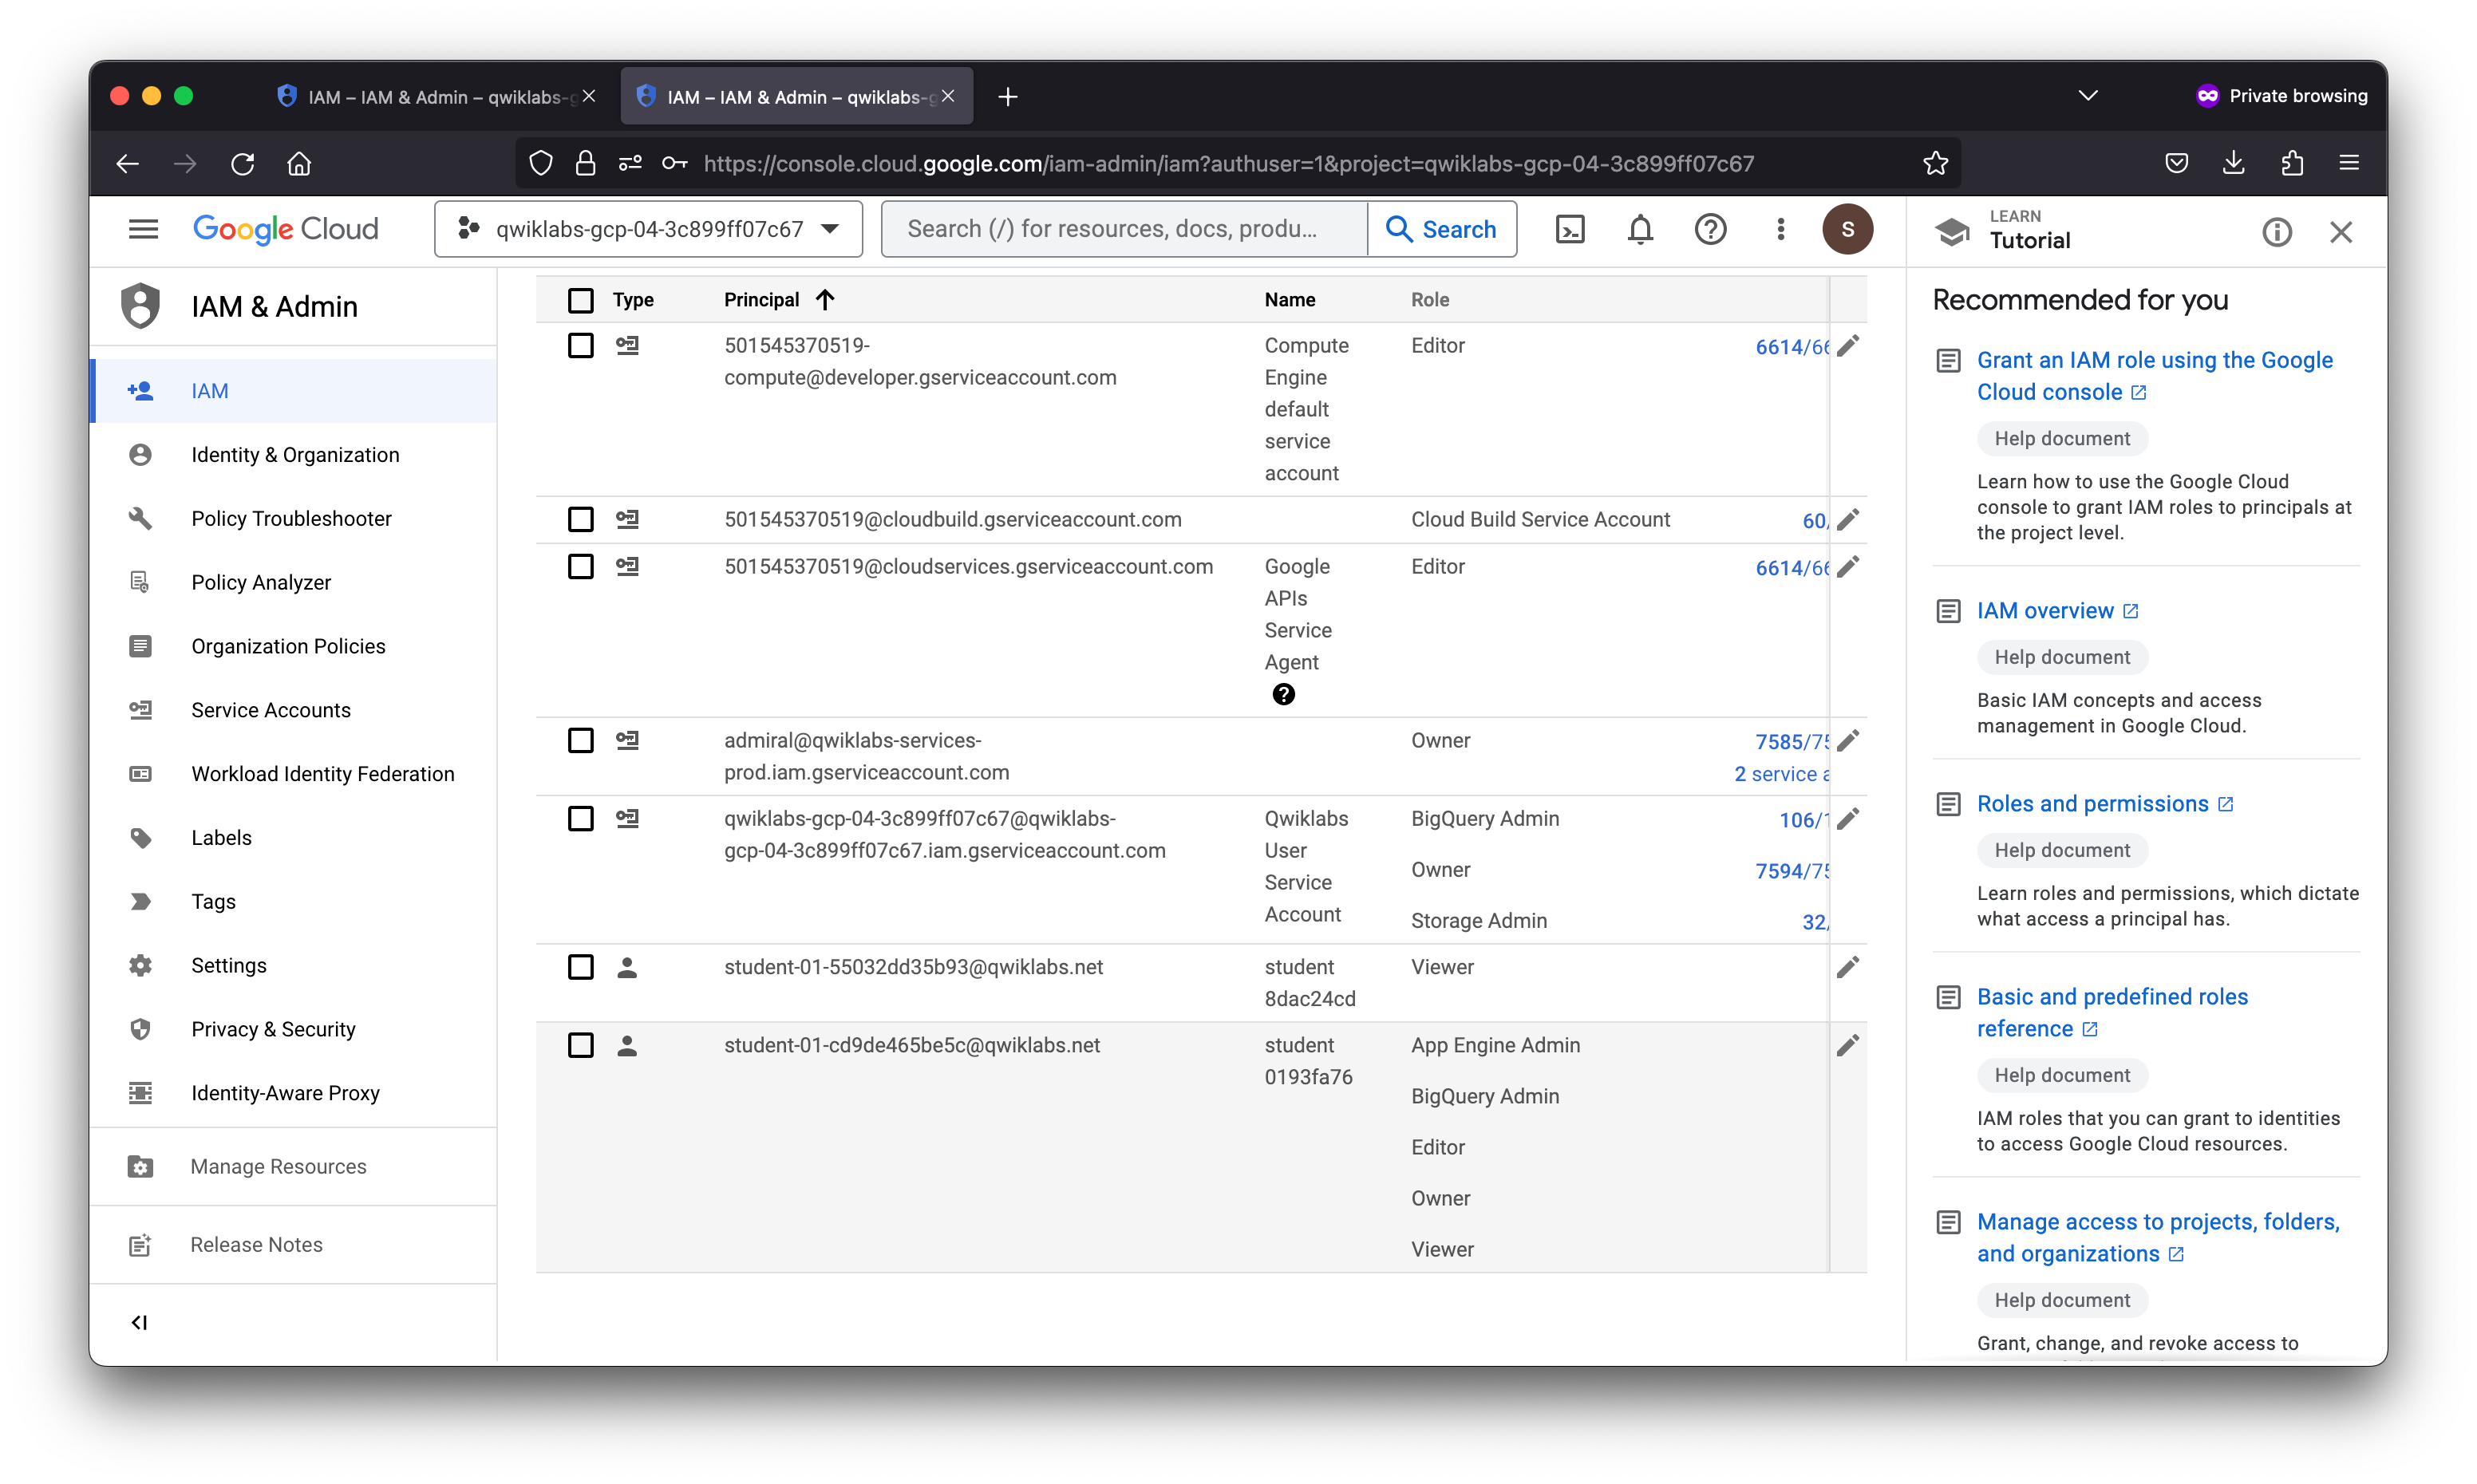 IAM – IAM & Admin – qwiklabs-g
IAM – IAM & Admin – qwiklabs-g
Private browsing
https://console.cloud.google.com/iam-admin/iam?authuser=1&project=qwiklabs-gcp-04-3c899ff07c67
Google Cloud
qwiklabs-gcp-04-3c899ff07c67
Search (/) for resources, docs, produ...
Search
S
LEARN
Tutorial
IAM & Admin
IAM
Identity & Organization
Policy Troubleshooter
Policy Analyzer
Organization Policies
Service Accounts
Workload Identity Federation
Labels
Tags
Settings
Privacy & Security
Identity-Aware Proxy
Manage Resources
Release Notes
Type Principal Name Role
501545370519-
compute@developer.gserviceaccount.com
Compute
Engine
default
service
account
Editor
6614/66
501545370519@cloudbuild.gserviceaccount.com
Cloud Build Service Account
60/
501545370519@cloudservices.gserviceaccount.com
Google
APIs
Service
Agent
Editor
6614/66
admiral@qwiklabs-services-
prod.iam.gserviceaccount.com
Owner
7585/75
2 service a
qwiklabs-gcp-04-3c899ff07c67@qwiklabs-
gcp-04-3c899ff07c67.iam.gserviceaccount.com
Qwiklabs
User
Service
Account
BigQuery Admin
106/1
Owner
7594/75
Storage Admin
32/
student-01-55032dd35b93@qwiklabs.net
student
8dac24cd
Viewer
student-01-cd9de465be5c@qwiklabs.net
student
0193fa76
App Engine Admin
BigQuery Admin
Editor
Owner
Viewer
Recommended for you
Grant an IAM role using the Google
Cloud console
Help document
Learn how to use the Google Cloud
console to grant IAM roles to principals at
the project level.
IAM overview
Help document
Basic IAM concepts and access
management in Google Cloud.
Roles and permissions
Help document
Learn roles and permissions, which dictate
what access a principal has.
Basic and predefined roles
reference
Help document
IAM roles that you can grant to identities
to access Google Cloud resources.
Manage access to projects, folders,
and organizations
Help document
Grant, change, and revoke access to